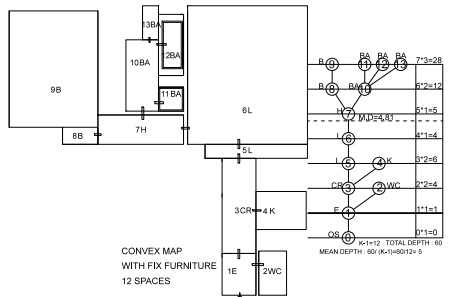 13BA
12BA
10BA
11BA
9B
6L
8B
7H
5L
3CR
4 K
1E
2WC
CONVEX MAP
WITH FIX FURNITURE
12 SPACES
B 9 BA 11 BA 12 BA 13 7*3=28
B 8 BA 10 6*2=12
H 7 5*1=5
M.D=4.81
L 6 4*1=4
L 5 4 K 3*2=6
CR 3 2 WC 2*2=4
E 1 1*1=1
OS 0 0*1=0
K-1=12 TOTAL DEPTH : 60
MEAN DEPTH : 60/ (K-1)=60/12= 5